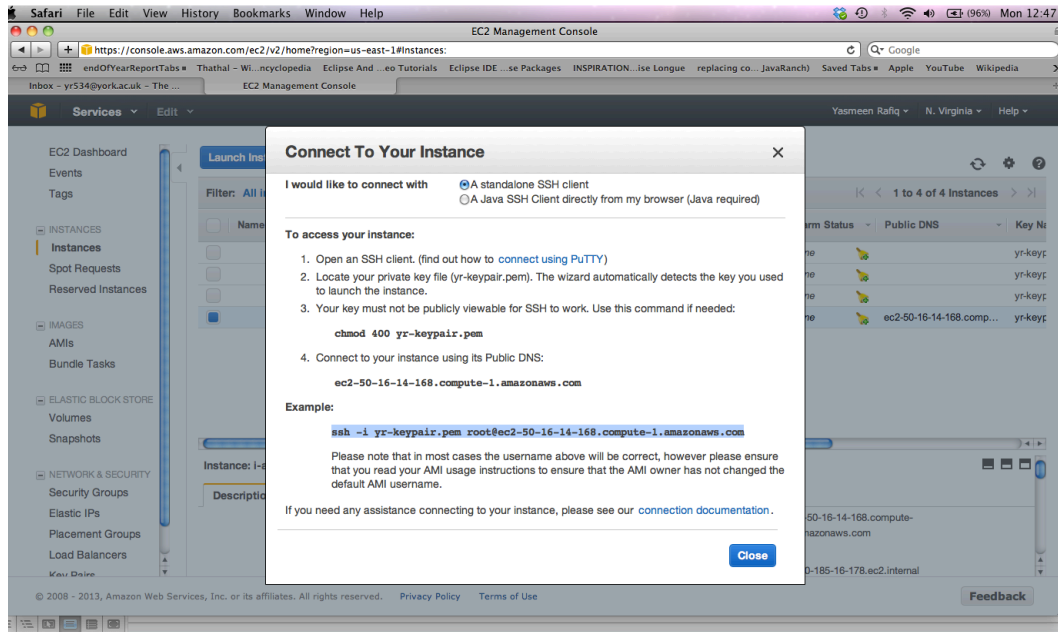 Safari File Edit View History Bookmarks Window Help (96%) Mon 12:47
EC2 Management Console
https://console.aws.amazon.com/ec2/v2/home?region=us-east-1#Instances: Google
endOfYearReportTabs Thathal - Wi...ncyclopedia Eclipse And ...eo Tutorials Eclipse IDE ...se Packages INSPIRATION...ise Longue replacing co... JavaRanch) Saved Tabs Apple YouTube Wikipedia
Inbox - yr534@york.ac.uk - The ... EC2 Management Console
Services Edit Yasmeen Rafiq N. Virginia Help
EC2 Dashboard
Events
Tags
INSTANCES
Instances
Spot Requests
Reserved Instances
IMAGES
AMIs
Bundle Tasks
ELASTIC BLOCK STORE
Volumes
Snapshots
NETWORK & SECURITY
Security Groups
Elastic IPs
Placement Groups
Load Balancers
Key Pairs
Launch Ins
Filter: All i
1 to 4 of 4 Instances
Name
arm Status Public DNS Key Na
ne yr-keyp
ne yr-keyp
ne yr-keyp
ne ec2-50-16-14-168.comp... yr-keyp
Instance: i-a
Descriptio
Connect To Your Instance
I would like to connect with A standalone SSH client
A Java SSH Client directly from my browser (Java required)
To access your instance:
1. Open an SSH client. (find out how to connect using PuTTY)
2. Locate your private key file (yr-keypair.pem). The wizard automatically detects the key you used
to launch the instance.
3. Your key must not be publicly viewable for SSH to work. Use this command if needed:
chmod 400 yr-keypair.pem
4. Connect to your instance using its Public DNS:
ec2-50-16-14-168.compute-1.amazonaws.com
Example:
ssh -i yr-keypair.pem root@ec2-50-16-14-168.compute-1.amazonaws.com
Please note that in most cases the username above will be correct, however please ensure
that you read your AMI usage instructions to ensure that the AMI owner has not changed the
default AMI username.
If you need any assistance connecting to your instance, please see our connection documentation.
Close
-50-16-14-168.compute-
nazonaws.com
0-185-16-178.ec2.internal
© 2008 - 2013, Amazon Web Services, Inc. or its affiliates. All rights reserved. Privacy Policy Terms of Use Feedback